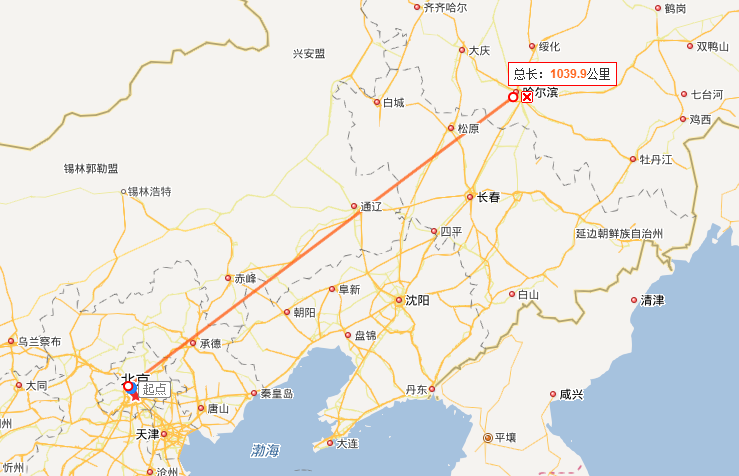 齐齐哈尔
鹤岗
兴安盟
大庆
绥化
双鸭山
总长：1039.9公里
哈尔滨
白城
七台河
松原
鸡西
锡林郭勒盟
牡丹江
锡林浩特
长春
通辽
四平
延边朝鲜族自治州
赤峰
阜新
沈阳
白山
清津
朝阳
盘锦
乌兰察布
承德
北京
起点
大同
秦皇岛
丹东
咸兴
唐山
州
天津
大连
平壤
渤海
忻州
沧州